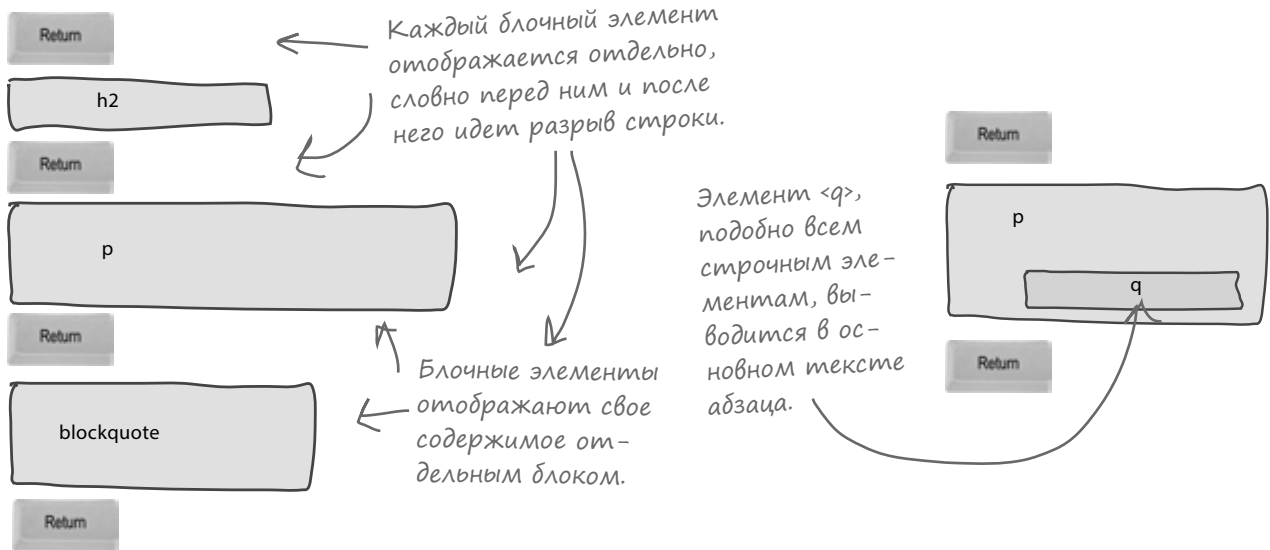 Return
Каждый блочный элемент
отображается отдельно,
словно перед ним и после
него идет разрыв строки.
h2
Return
p
Return
Блочные элементы
отображают свое
содержимое от-
дельным блоком.
blockquote
Return
Элемент <q>,
подобно всем
строчным эле-
ментам, вы-
водится в ос-
новном тексте
абзаца.
Return
p
q
Return